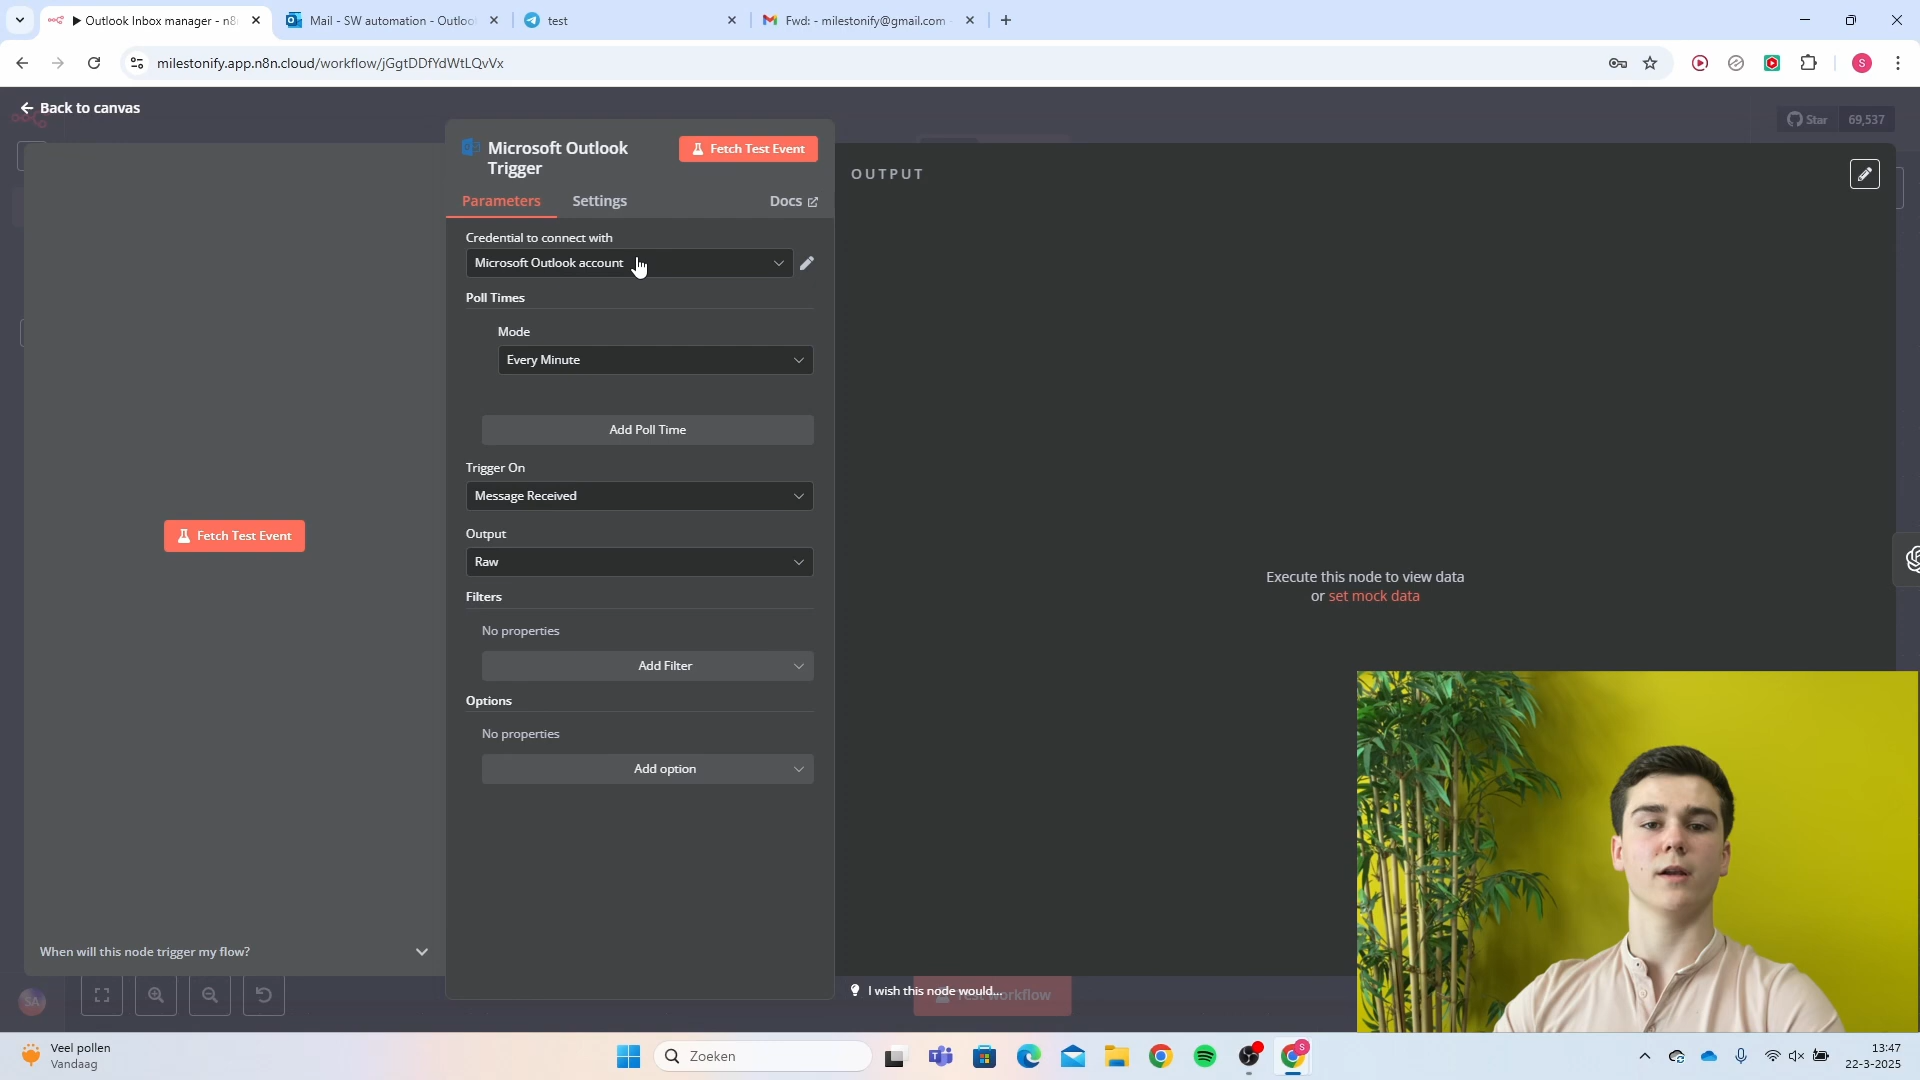 Outlook Inbox manager - n8
Mail - SW automation - Outloo
test
Fwd: - milestonify@gmail.com
milestonify.app.n8n.cloud/workflow/jGgtDDfYdWtLQvVx
S
Back to canvas
Star 69,537
Microsoft Outlook
Trigger
Fetch Test Event
OUTPUT
Parameters
Settings
Docs
Credential to connect with
Microsoft Outlook account
Poll Times
Mode
Every Minute
Add Poll Time
Trigger On
Message Received
Output
Raw
Filters
No properties
Add Filter
Options
No properties
Add option
Fetch Test Event
Execute this node to view data
or set mock data
When will this node trigger my flow?
I wish this node would...
workflow
SA
Veel pollen
Vandaag
Zoeken
S
13:47
22-3-2025